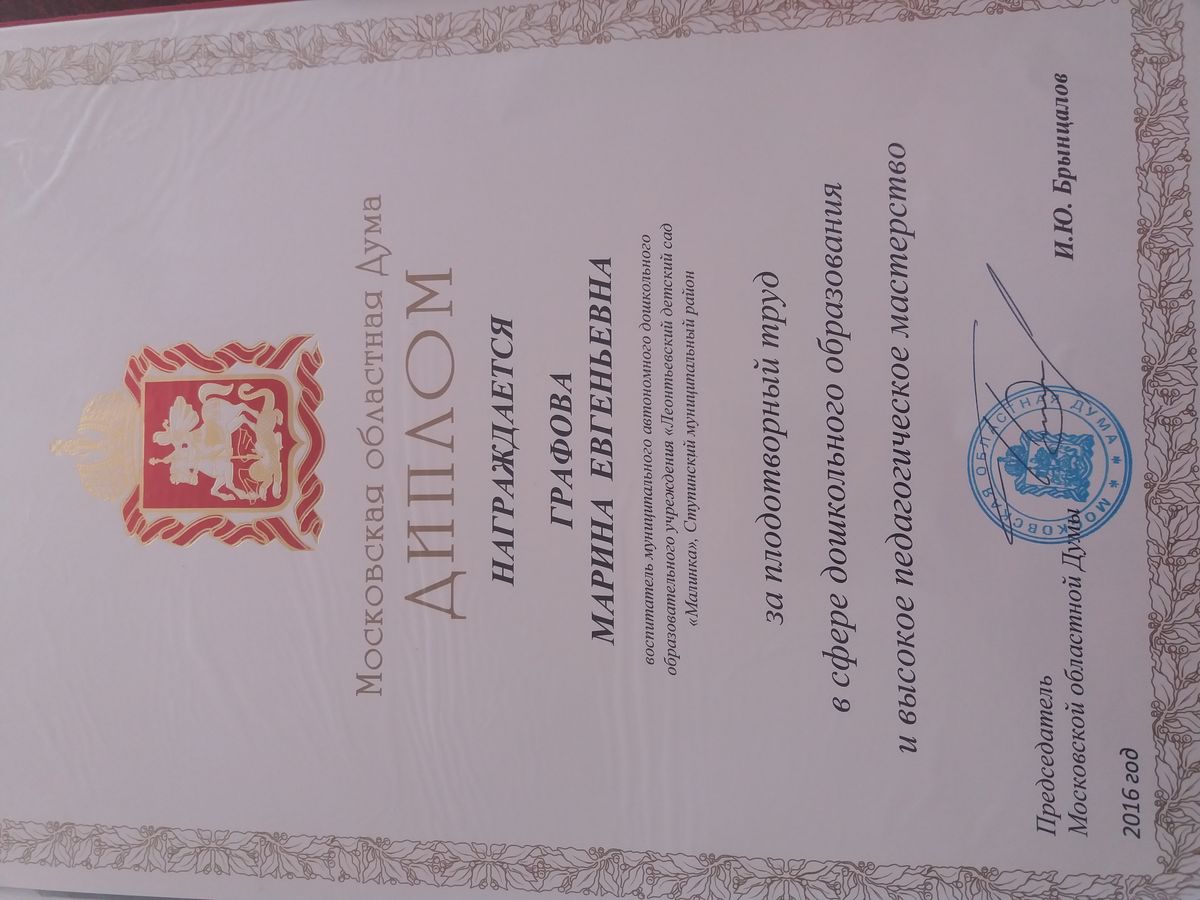 Московская областная Дума
ДИПЛОМ
НАГРАЖДАЕТСЯ
ГРАФОВА
МАРИНА ЕВГЕНЬЕВНА
воспитатель муниципального автономного дошкольного
образовательного учреждения «Леонтьевский детский сад
«Малинка», Ступинский муниципальный район
за плодотворный труд
в сфере дошкольного образования
и высокое педагогическое мастерство
Председатель
Московской областной Думы
И.Ю. Брынцалов
МОСКОВСКАЯ ОБЛАСТНАЯ ДУМА
2016 год